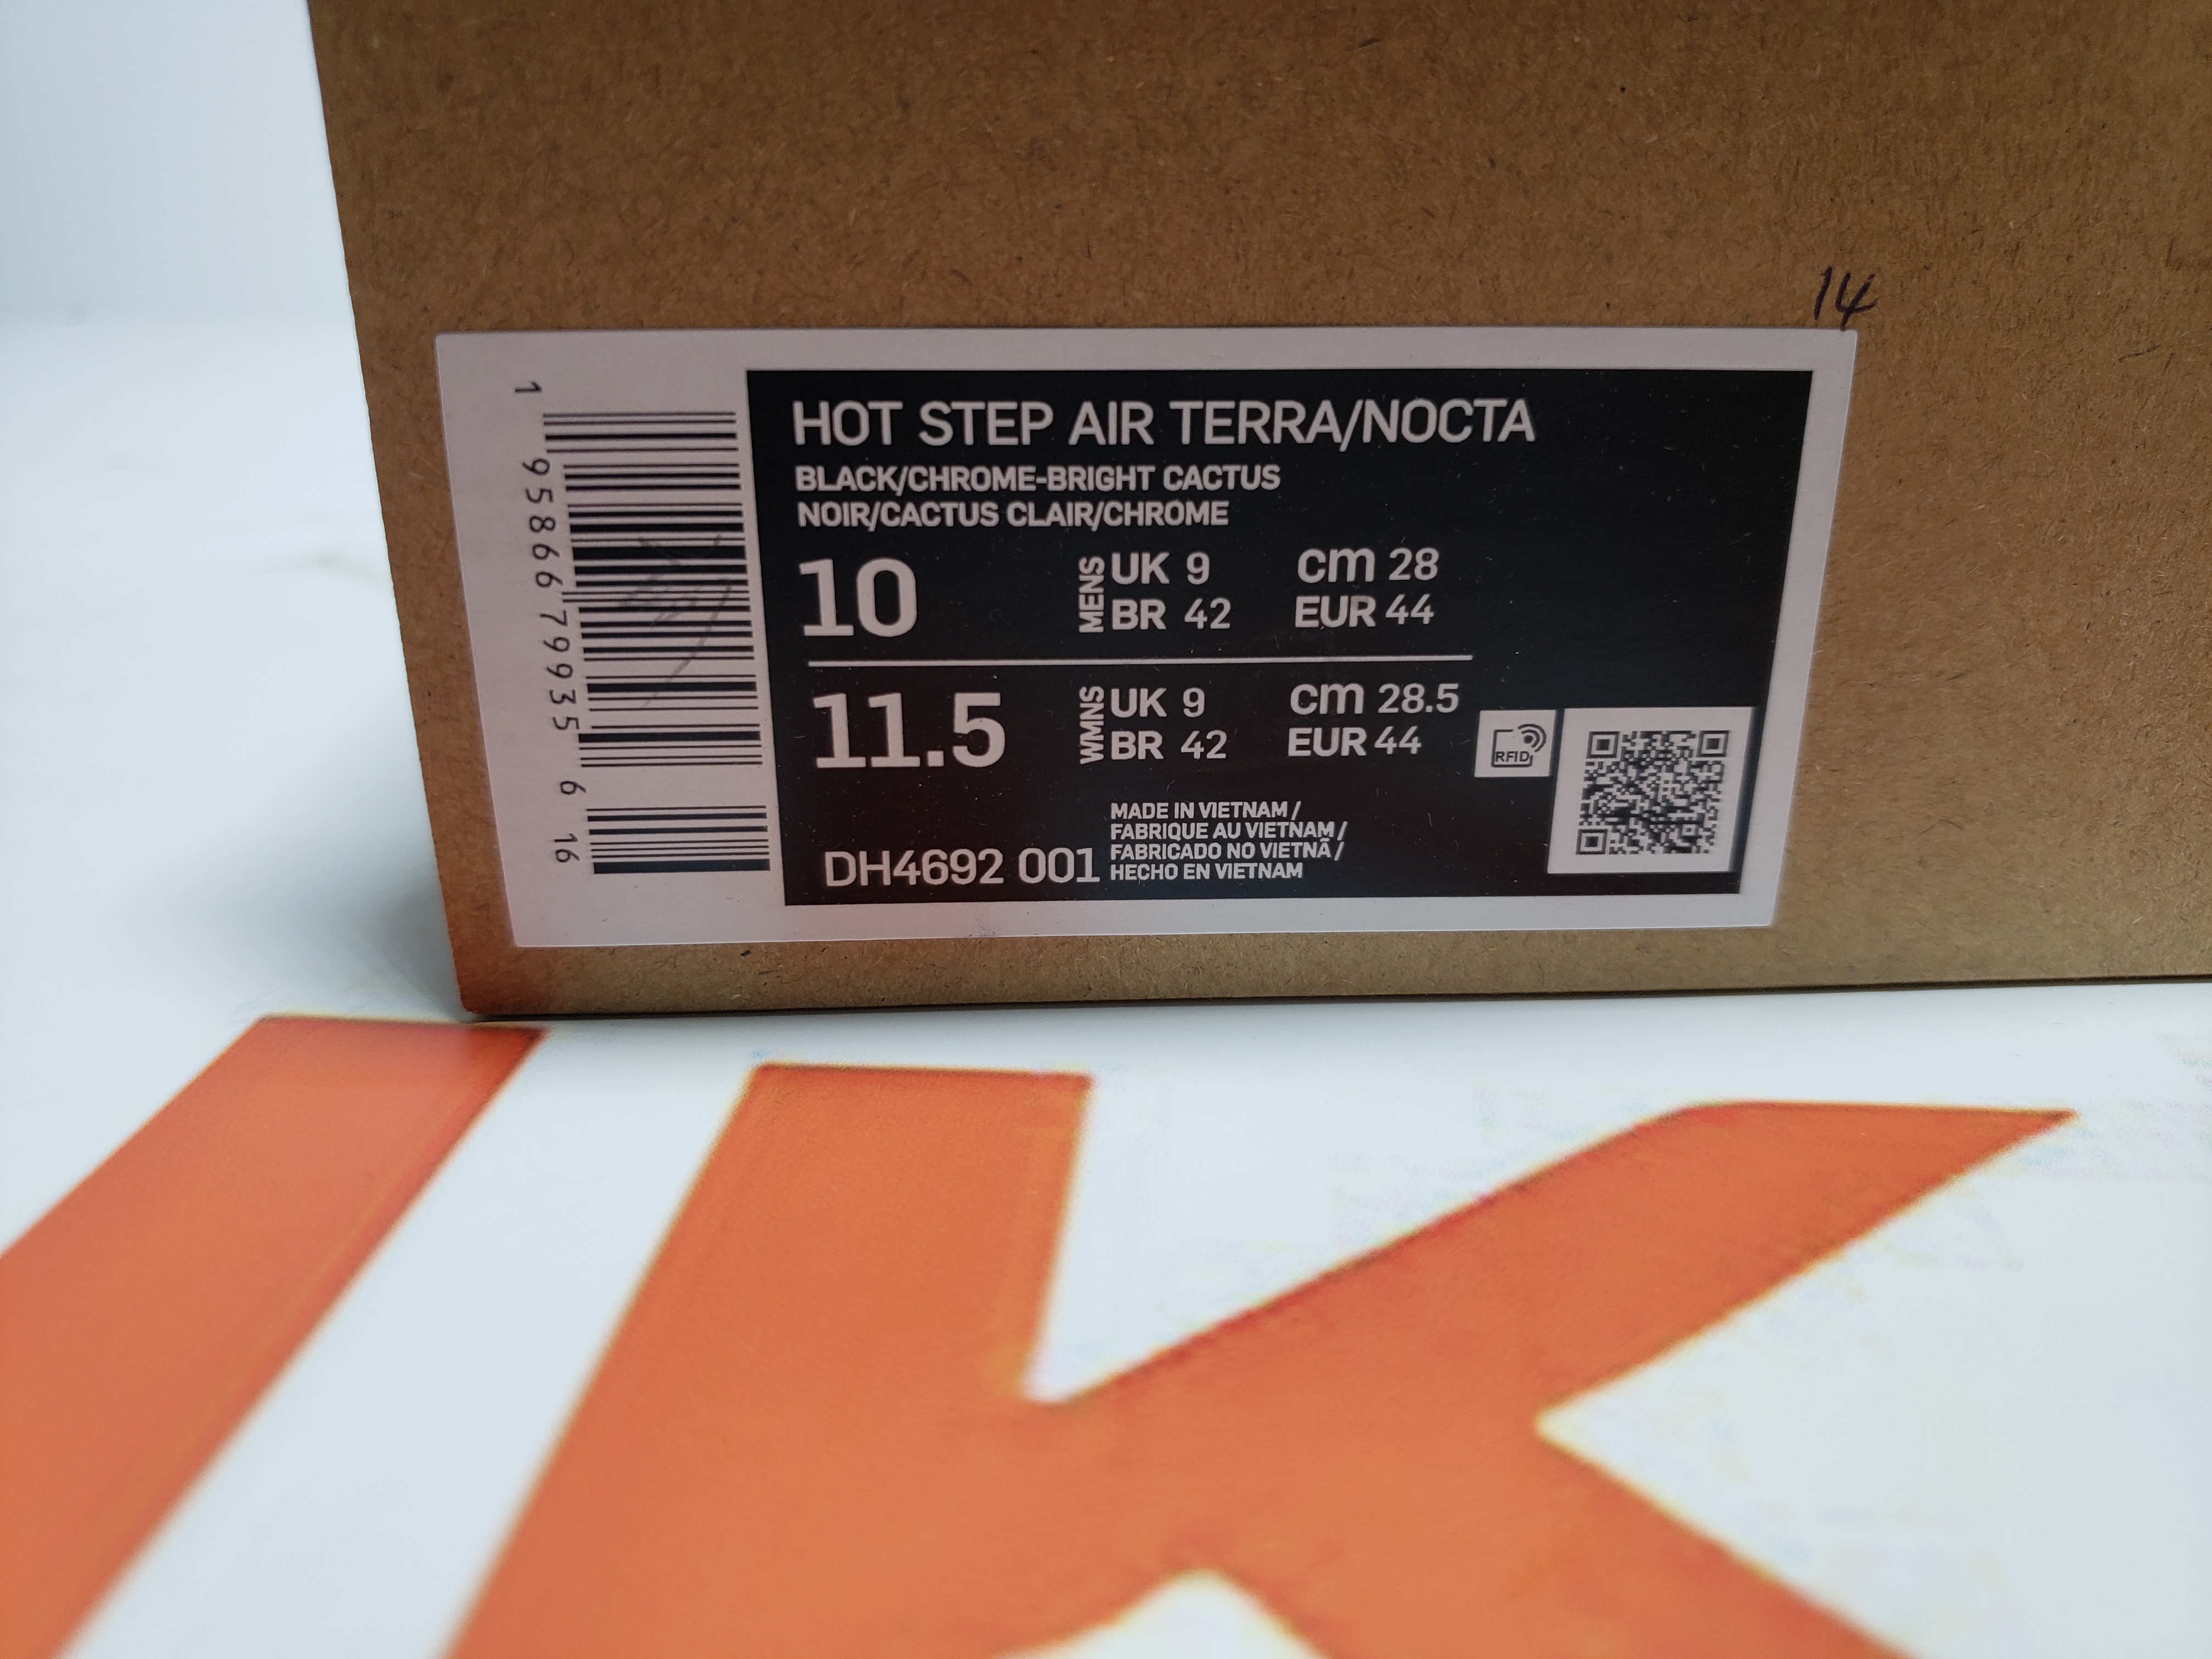 14
HOT STEP AIR TERRA/NOCTA
BLACK/CHROME-BRIGHT CACTUS
NOIR/CACTUS CLAIR/CHROME
10
MENS
UK 9
cm 28
BR 42
EUR 44
11.5
WMNS
UK 9
cm 28.5
BR 42
EUR 44
RFID
DH4692 001
MADE IN VIETNAM /
FABRIQUE AU VIETNAM /
FABRICADO NO VIETNÃ /
HECHO EN VIETNAM
1 95866 79935 6 16
K